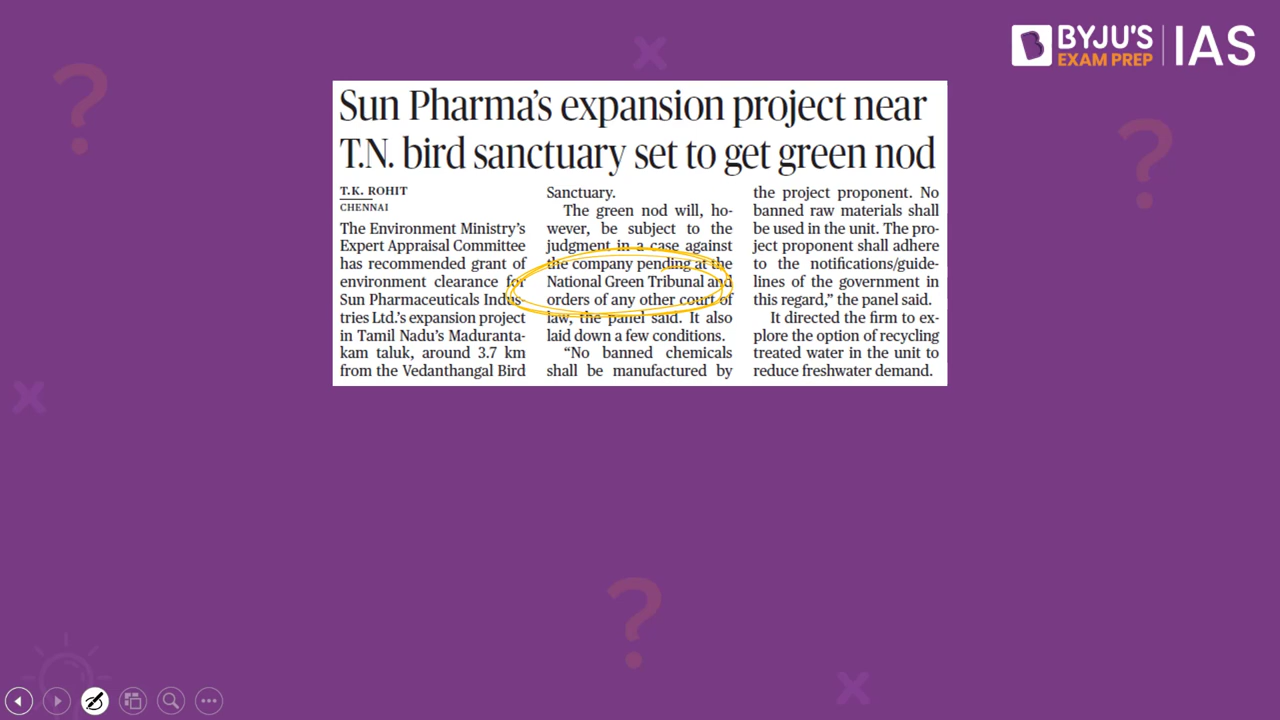 BYJU'S
EXAM PREP
IAS
Sun Pharma's expansion project near
T.N. bird sanctuary set to get green nod
T.K. ROHIT
CHENNAI
The Environment Ministry's
Expert Appraisal Committee
has recommended grant of
environment clearance for
Sun Pharmaceuticals Indus-
tries Ltd.'s expansion project
in Tamil Nadu's Maduranta-
kam taluk, around 3.7 km
from the Vedanthangal Bird
Sanctuary.
The green nod will, ho-
wever, be subject to the
judgment in a case against
the company pending at the
National Green Tribunal and
orders of any other court of
law, the panel said. It also
laid down a few conditions.
“No banned chemicals
shall be manufactured by
the project proponent. No
banned raw materials shall
be used in the unit. The pro-
ject proponent shall adhere
to the notifications/guide-
lines of the government in
this regard,” the panel said.
It directed the firm to ex-
plore the option of recycling
treated water in the unit to
reduce freshwater demand.